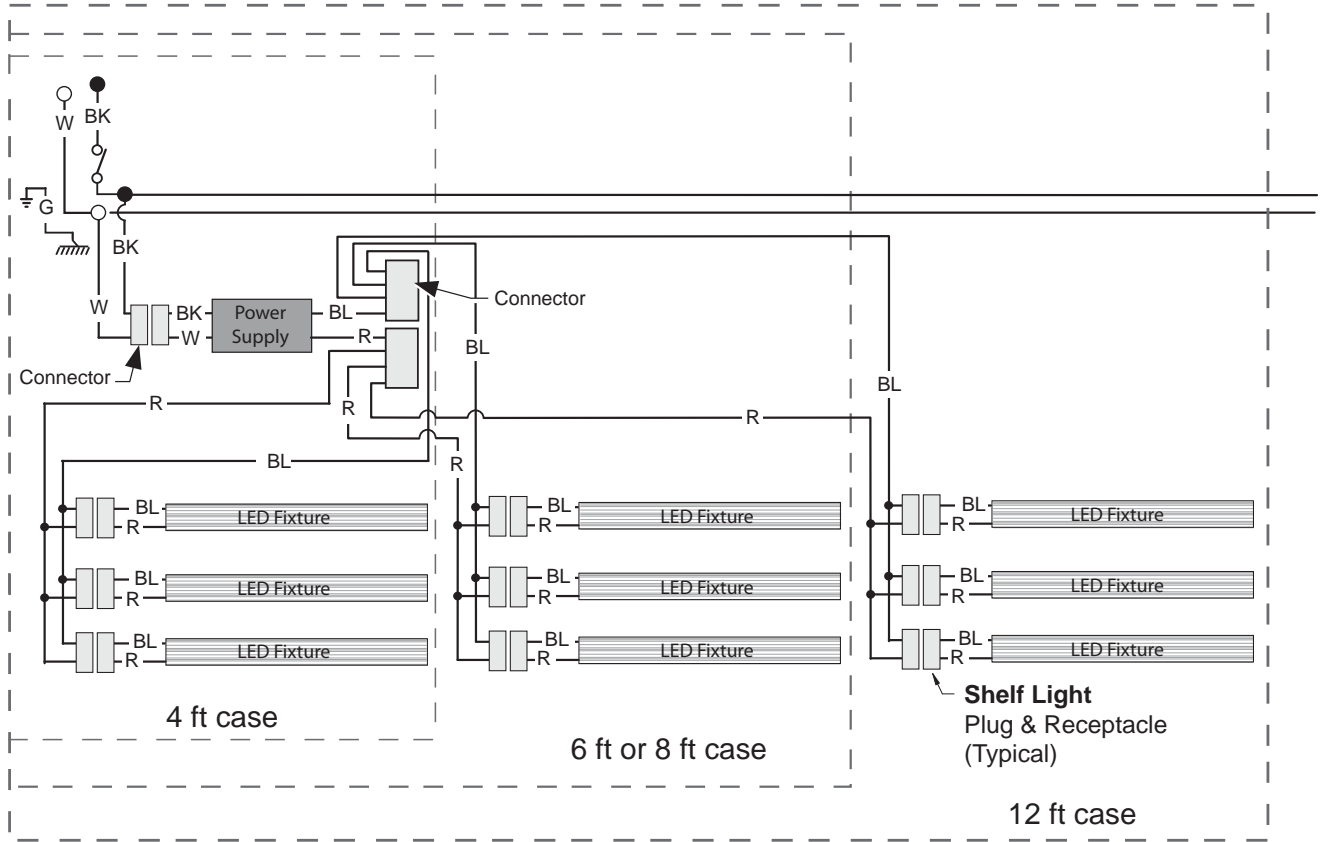 W
BK
G
BK
W
BK
W
Power
Supply
BL
R
Connector
Connector
BL
BL
R
R
R
BL
R
BL
R
LED Fixture
BL
R
LED Fixture
BL
R
LED Fixture
BL
R
LED Fixture
BL
R
LED Fixture
BL
R
LED Fixture
BL
R
LED Fixture
BL
R
LED Fixture
BL
R
LED Fixture
4 ft case
6 ft or 8 ft case
Shelf Light
Plug & Receptacle
(Typical)
12 ft case